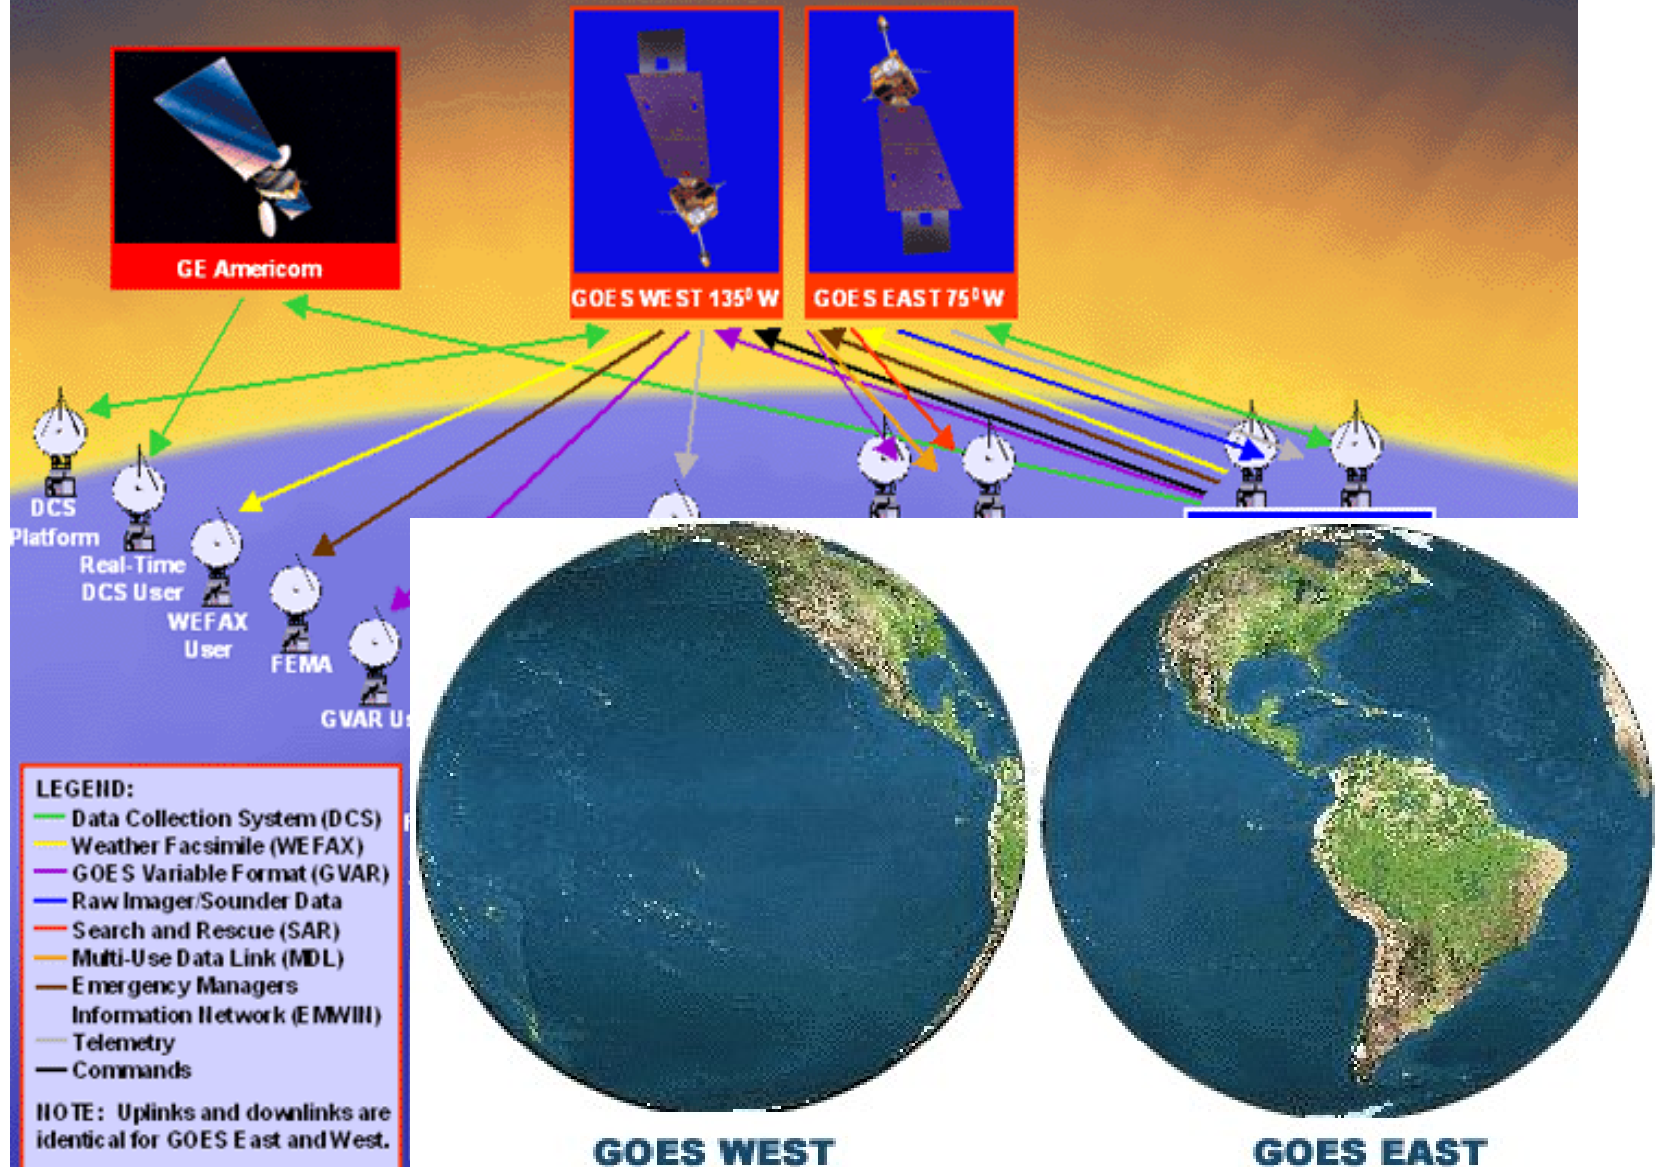 GE Americom
GOES WEST 135⁰ W
GOES EAST 75⁰ W
DCS
Platform
Real-Time
DCS User
WEFAX
User
FEMA
GVAR Us
LEGEND:
Data Collection System (DCS)
Weather Facsimile (WEFAX)
GOES Variable Format (GVAR)
Raw Imager/Sounder Data
Search and Rescue (SAR)
Multi-Use Data Link (MDL)
Emergency Managers
Information Network (EMWIN)
Telemetry
Commands
NOTE: Uplinks and downlinks are
identical for GOES East and West.
GOES WEST
GOES EAST